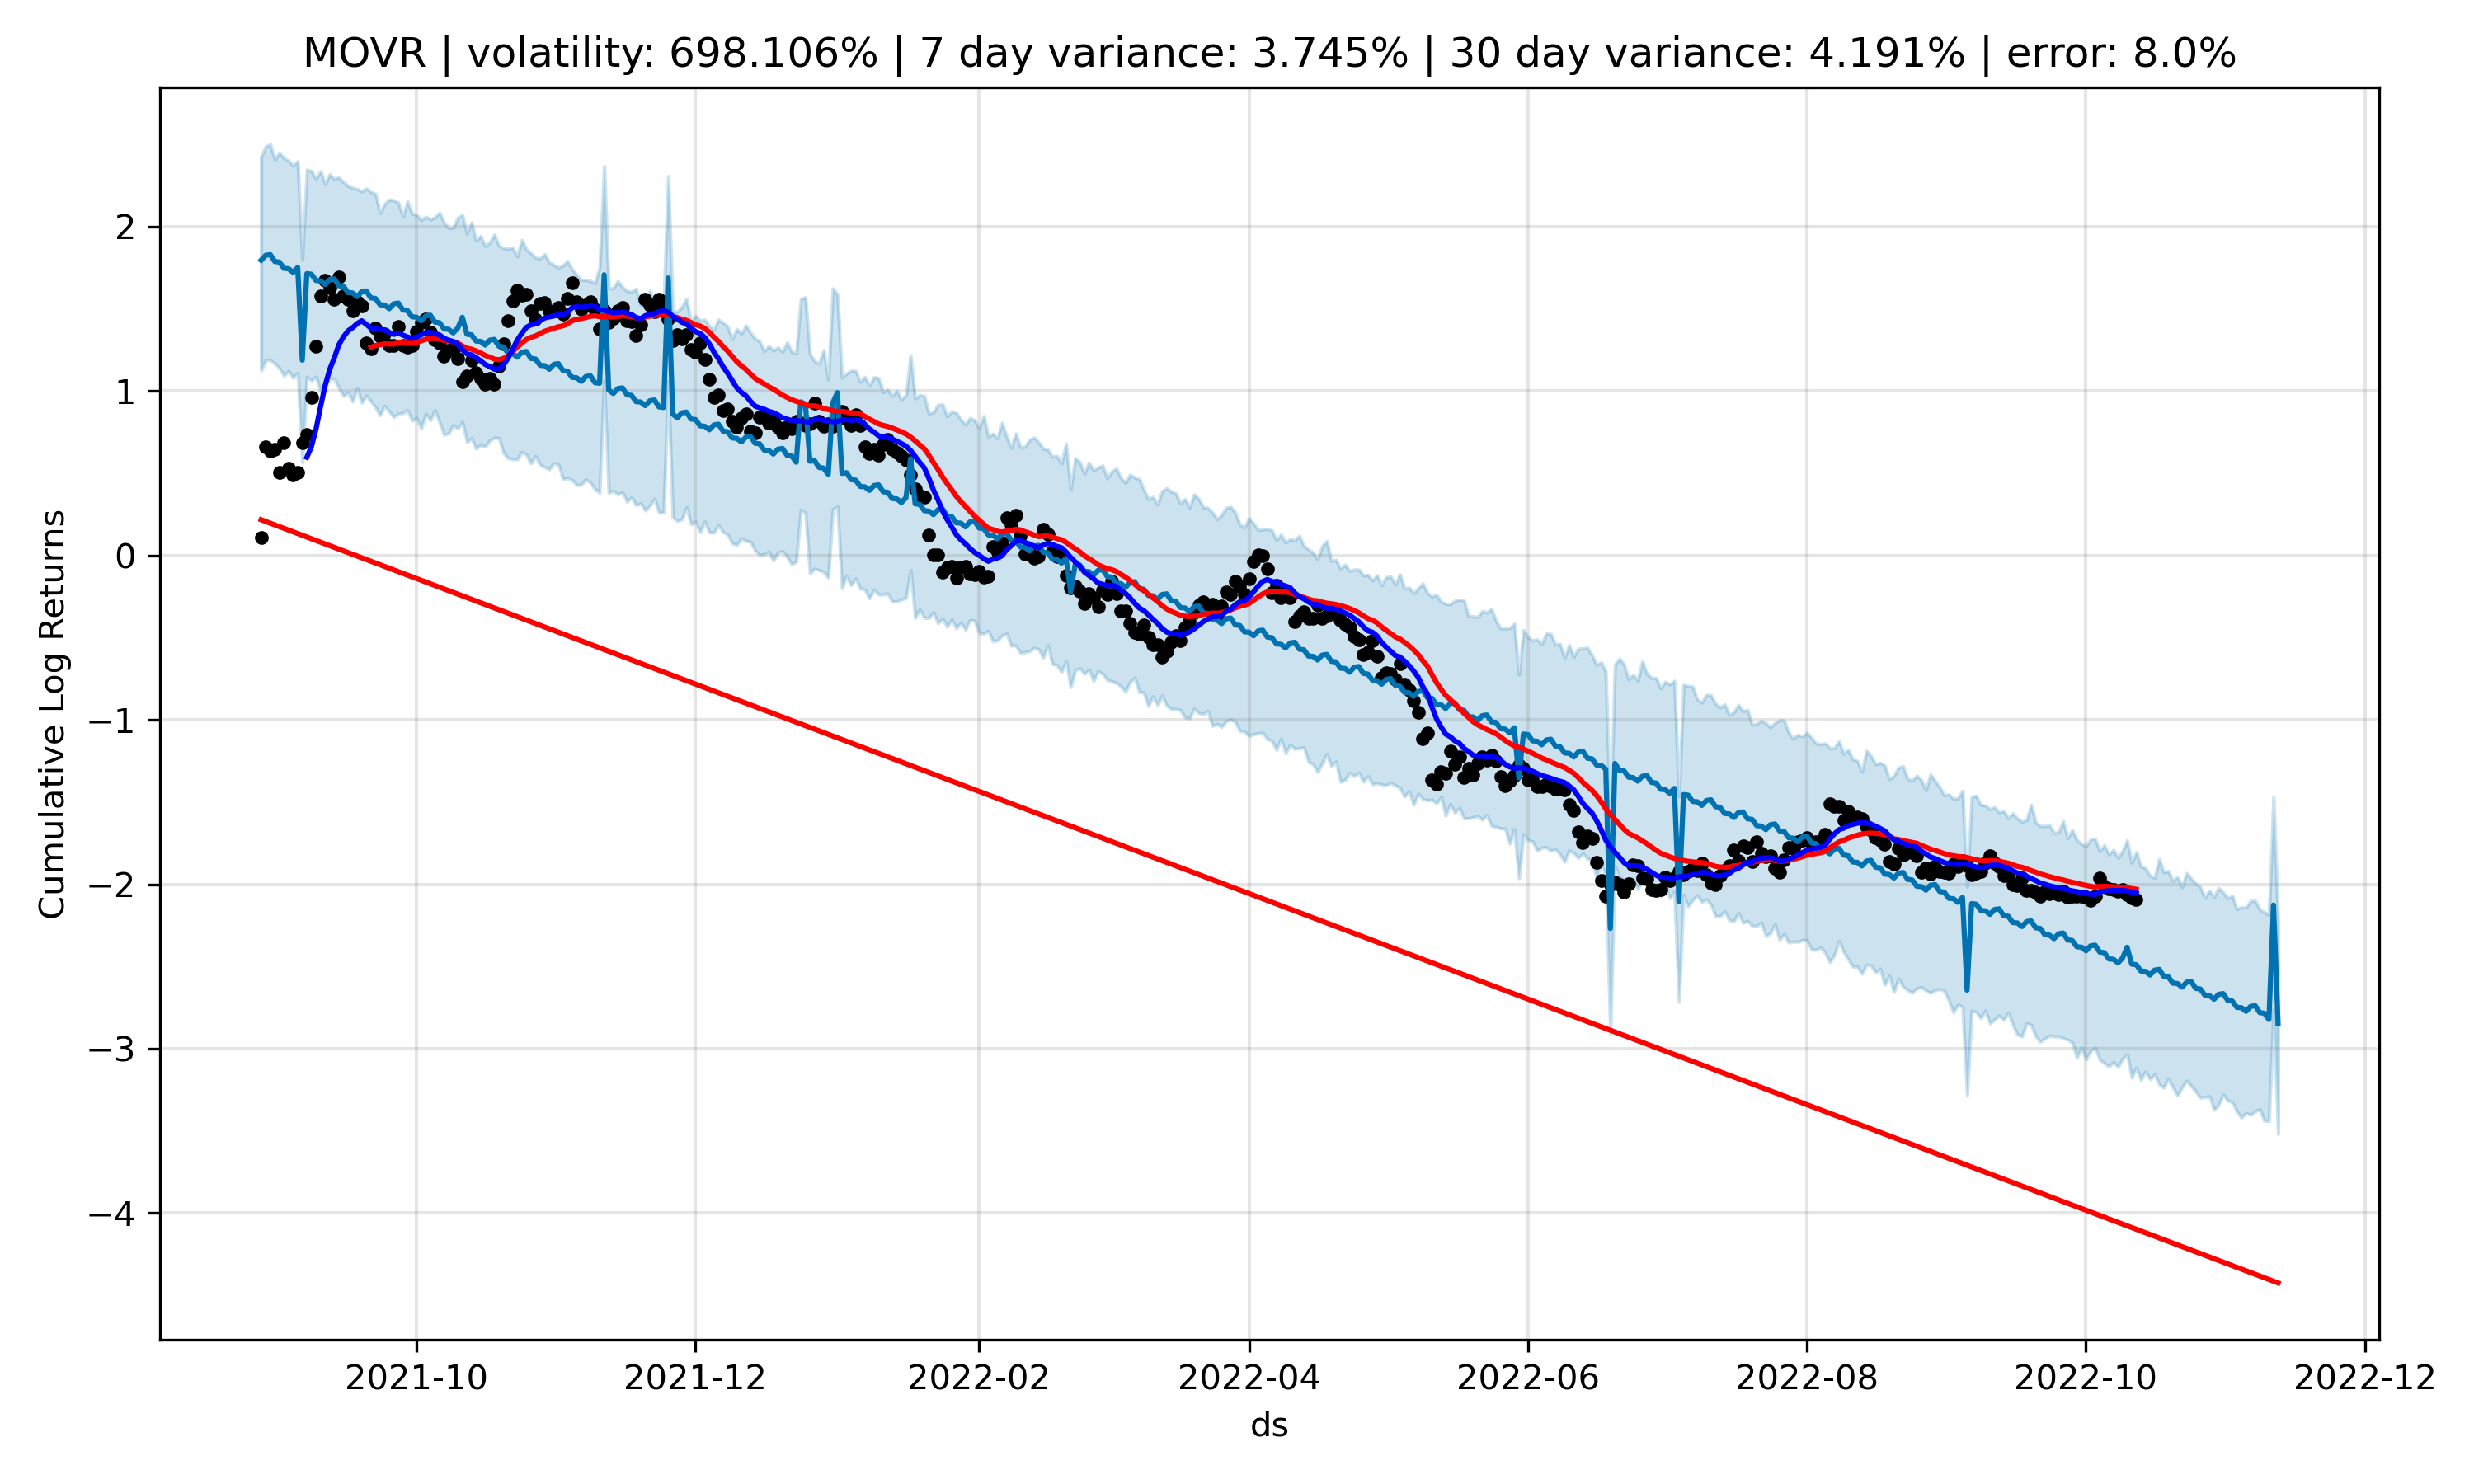 MOVR | volatility: 698.106% | 7 day variance: 3.745% | 30 day variance: 4.191% | error: 8.0%
Cumulative Log Returns
2
1
0
−1
−2
−3
−4
2021-10 2021-12 2022-02 2022-04 2022-06 2022-08 2022-10 2022-12
ds